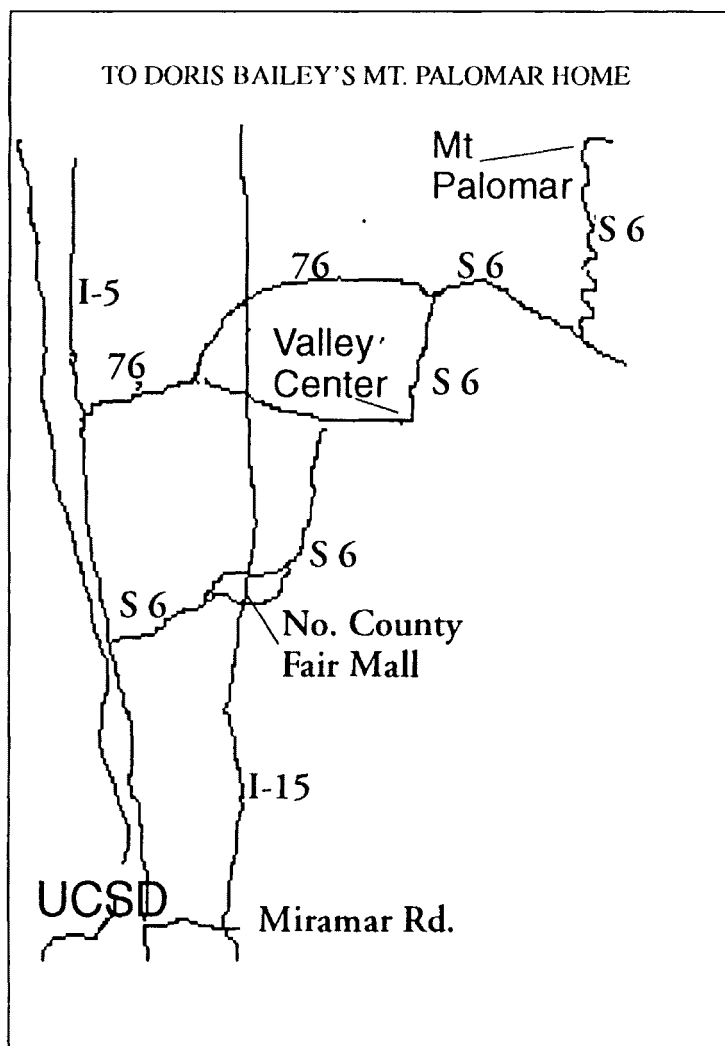 TO DORIS BAILEY'S MT. PALOMAR HOME
Mt
Palomar
S 6
76
S 6
I-5
Valley
Center
76
S 6
S 6
S 6
No. County
Fair Mall
I-15
UCSD
Miramar Rd.